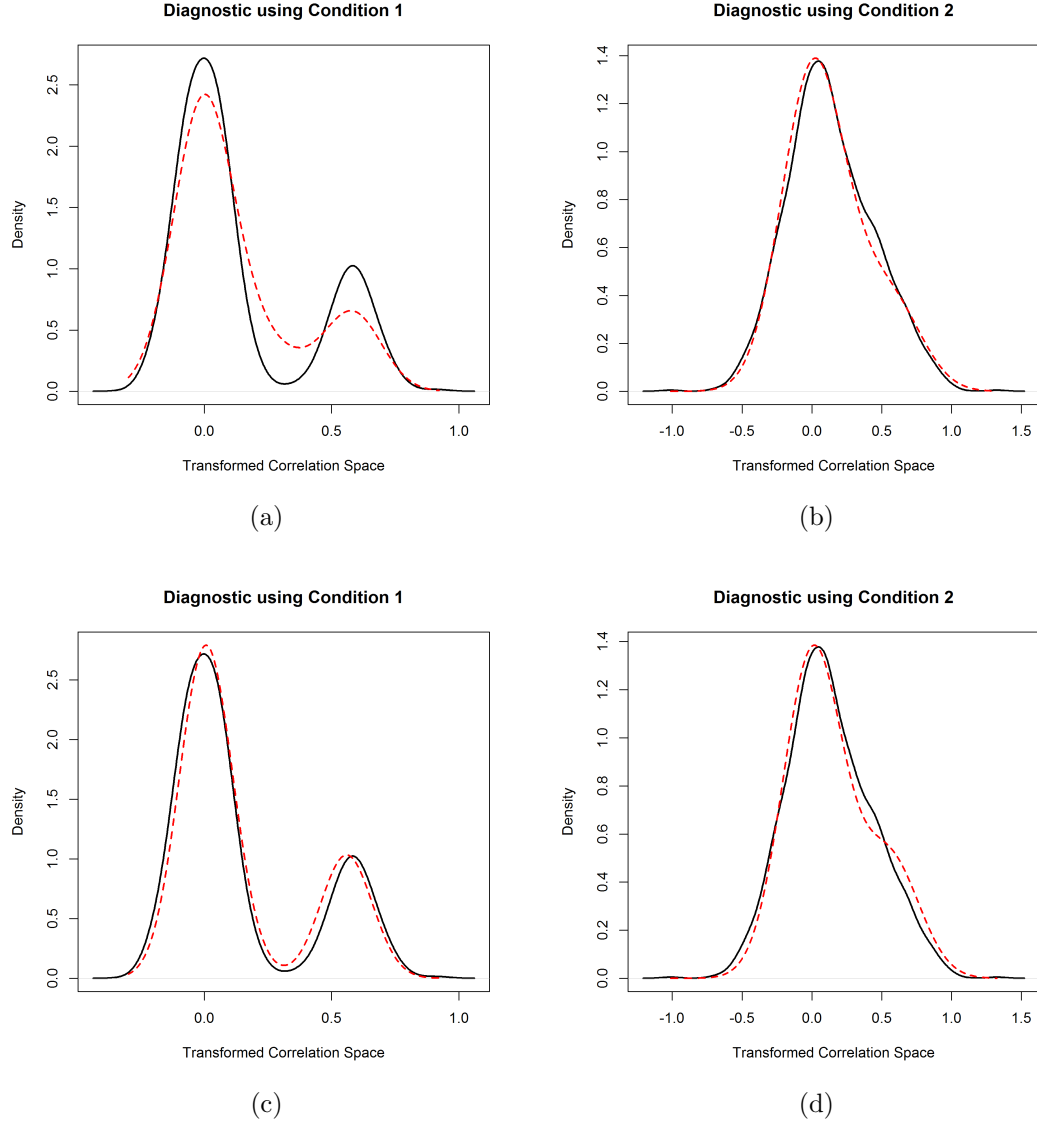 Diagnostic using Condition 1
Density
0.0 0.5 1.0 1.5 2.0 2.5
0.0 0.5 1.0
Transformed Correlation Space
(a)
Diagnostic using Condition 2
Density
0.0 0.2 0.4 0.6 0.8 1.0 1.2 1.4
-1.0 -0.5 0.0 0.5 1.0 1.5
Transformed Correlation Space
(b)
Diagnostic using Condition 1
Density
0.0 0.5 1.0 1.5 2.0 2.5
0.0 0.5 1.0
Transformed Correlation Space
(c)
Diagnostic using Condition 2
Density
0.0 0.2 0.4 0.6 0.8 1.0 1.2 1.4
-1.0 -0.5 0.0 0.5 1.0 1.5
Transformed Correlation Space
(d)